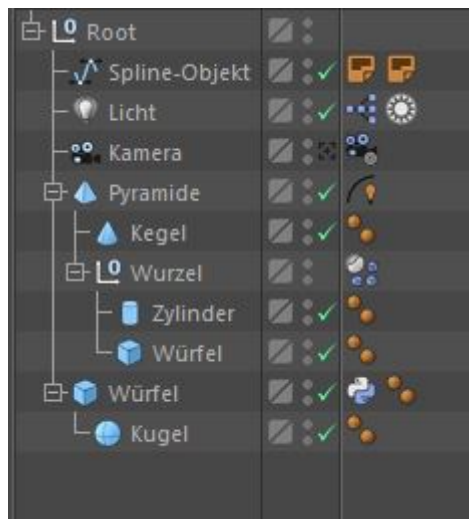 Root
Spline-Objekt
Licht
Kamera
Pyramide
Kegel
Wurzel
Zylinder
Würfel
Würfel
Kugel